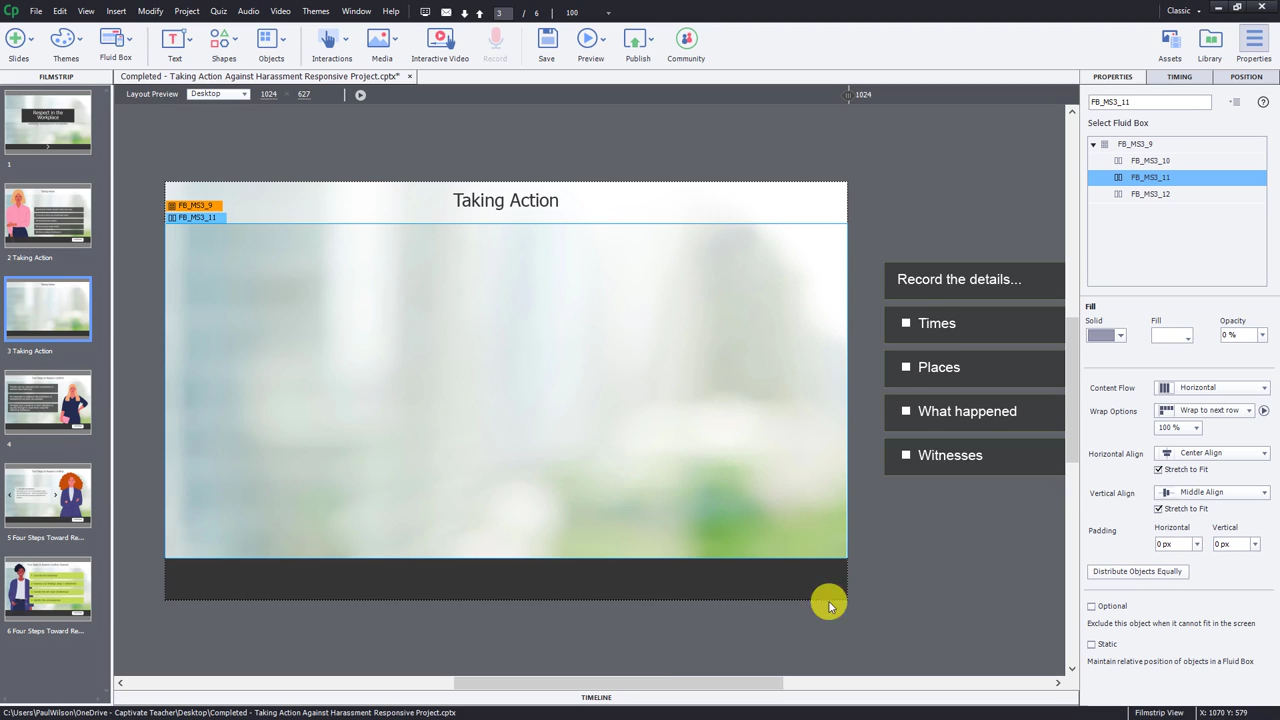 Cp File Edit View Insert Modify Project Quiz Audio Video Themes Window Help 3 / 6 100 Classic
Slides Themes Fluid Box Text Shapes Objects Interactions Media Interactive Video Record Save Preview Publish Community Assets Library Properties
FILMSTRIP
Completed - Taking Action Against Harassment Responsive Project.cptx* ×
PROPERTIES TIMING POSITION
Layout Preview Desktop 1024 × 627 1024
FB_MS3_11
Select Fluid Box
FB_MS3_9
FB_MS3_10
FB_MS3_11
FB_MS3_12
Respect in the
Workplace
1
2 Taking Action
3 Taking Action
4
5 Four Steps Toward Re...
6 Four Steps Toward Re...
Taking Action
FB_MS3_9
FB_MS3_11
Record the details...
Times
Places
What happened
Witnesses
Fill
Solid Fill Opacity
0 %
Content Flow Horizontal
Wrap Options Wrap to next row
100 %
Horizontal Align Center Align
Stretch to Fit
Vertical Align Middle Align
Stretch to Fit
Padding Horizontal Vertical
0 px 0 px
Distribute Objects Equally
Optional
Exclude this object when it cannot fit in the screen
Static
Maintain relative position of objects in a Fluid Box
TIMELINE
C:\Users\PaulWilson\OneDrive - Captivate Teacher\Desktop\Completed - Taking Action Against Harassment Responsive Project.cptx Filmstrip View X: 1070 Y: 579